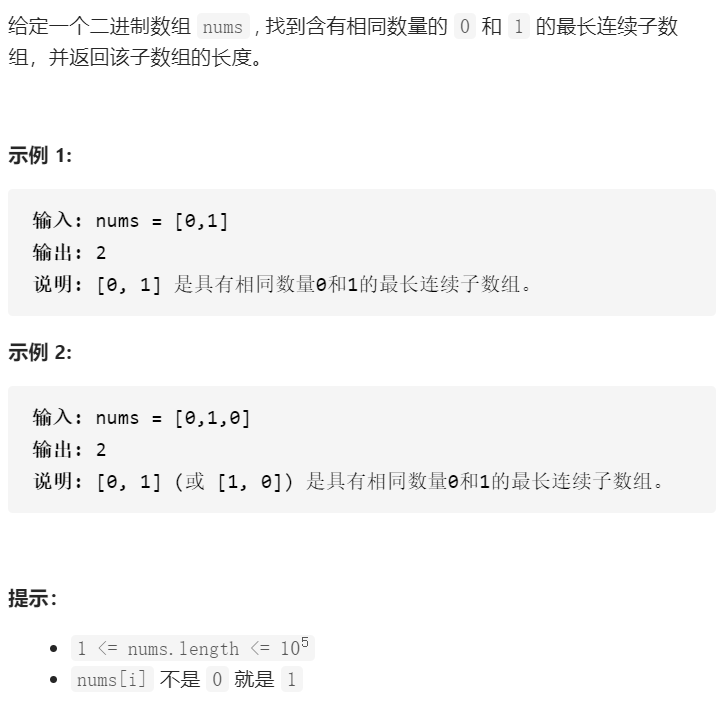 给定一个二进制数组 nums , 找到含有相同数量的 0 和 1 的最长连续子数
组，并返回该子数组的长度。
示例 1:
输入: nums = [0,1]
输出: 2
说明: [0, 1] 是具有相同数量0和1的最长连续子数组。
示例 2:
输入: nums = [0,1,0]
输出: 2
说明: [0, 1] (或 [1, 0]) 是具有相同数量0和1的最长连续子数组。
提示：
• 1 <= nums.length <= 10⁵
• nums[i] 不是 0 就是 1